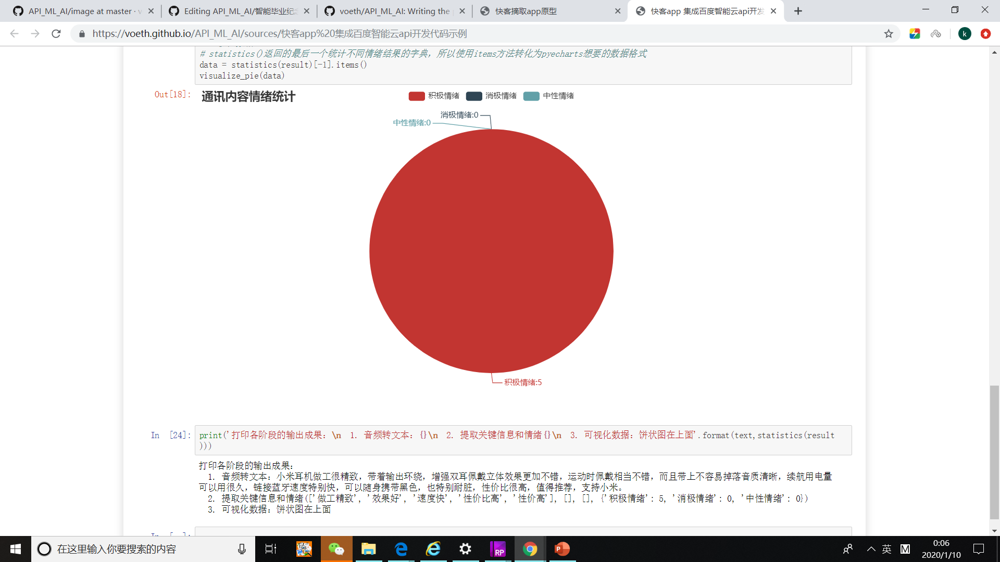 API_ML_AI/image at master · v
Editing API_ML_AI/智能毕业纪念
voeth/API_ML_AI: Writing the
快客摘取app原型
快客app 集成百度智能云api开发
https://voeth.github.io/API_ML_AI/sources/快客app%20集成百度智能云api开发代码示例
k
# statistics()返回的最后一个统计不同情绪结果的字典，所以使用items方法转化为pyecharts想要的数据格式
data = statistics(result)[-1].items()
visualize_pie(data)
Out[18]:
通讯内容情绪统计
积极情绪 消极情绪 中性情绪
消极情绪:0
中性情绪:0
积极情绪:5
In [24]:
print('打印各阶段的输出成果：\n  1. 音频转文本：{}\n  2. 提取关键信息和情绪{}\n  3. 可视化数据：饼状图在上面'.format(text,statistics(result
)))
打印各阶段的输出成果：
1. 音频转文本：小米耳机做工很精致，带着输出环绕，增强双耳佩戴立体效果更加不错，运动时佩戴相当不错，而且带上不容易掉落音质清晰，续航用电量
可以用很久，链接蓝牙速度特别快，可以随身携带黑色，也特别耐脏，性价比很高，值得推荐，支持小米。
2. 提取关键信息和情绪(['做工精致', '效果好', '速度快', '性价比高', '性价高'], [], [], {'积极情绪': 5, '消极情绪': 0, '中性情绪': 0})
3. 可视化数据：饼状图在上面
In [ ]:
在这里输入你要搜索的内容
RP
P
英
M
0:06
2020/1/10